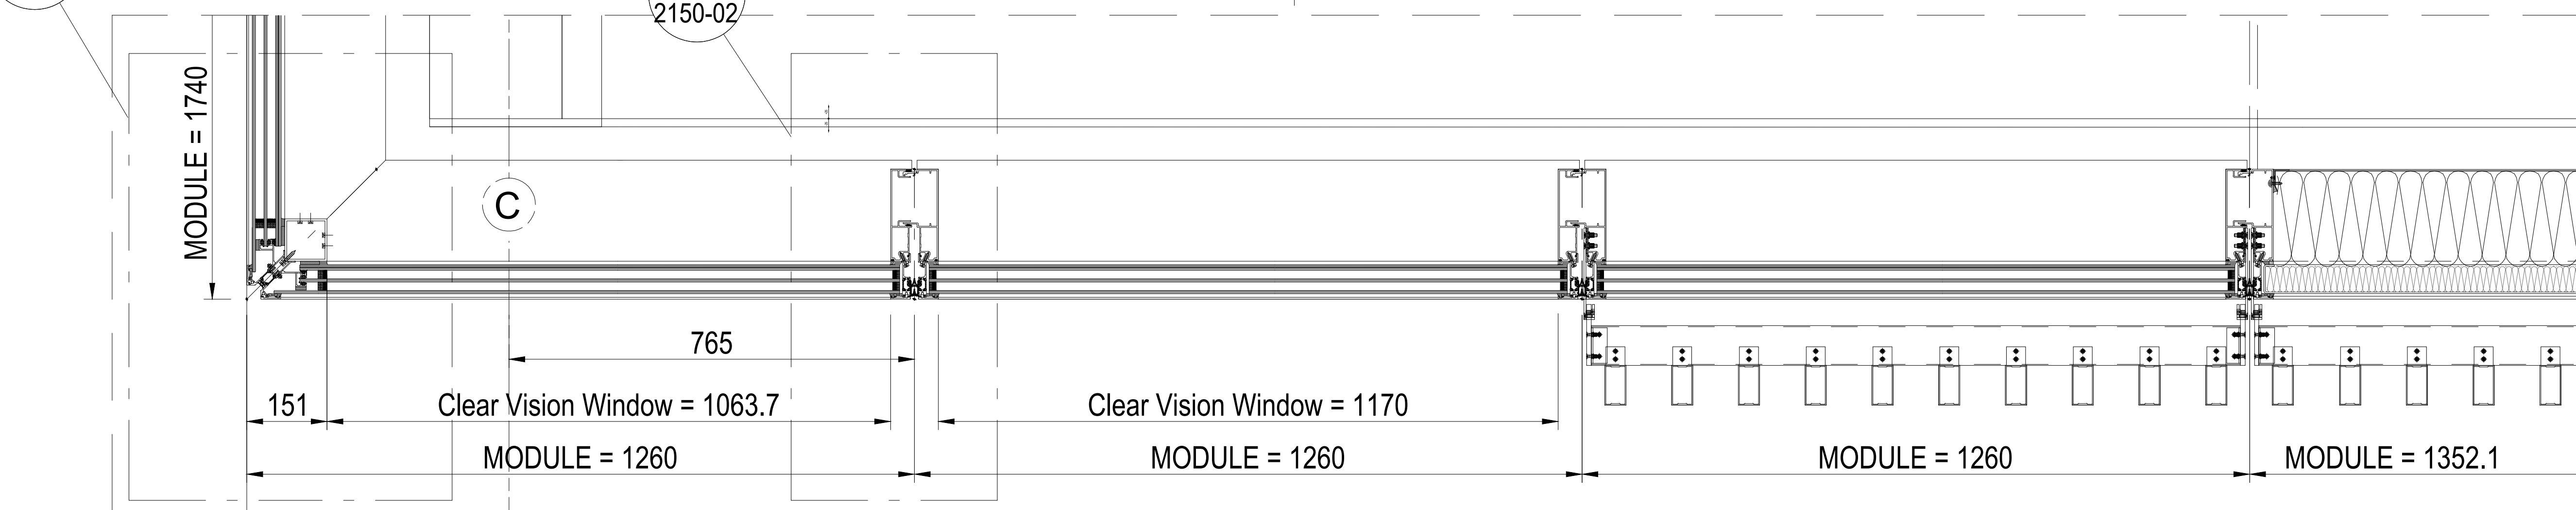 2150-02
MODULE = 1740
C
765
151
Clear Vision Window = 1063.7
Clear Vision Window = 1170
MODULE = 1260
MODULE = 1260
MODULE = 1260
MODULE = 1352.1